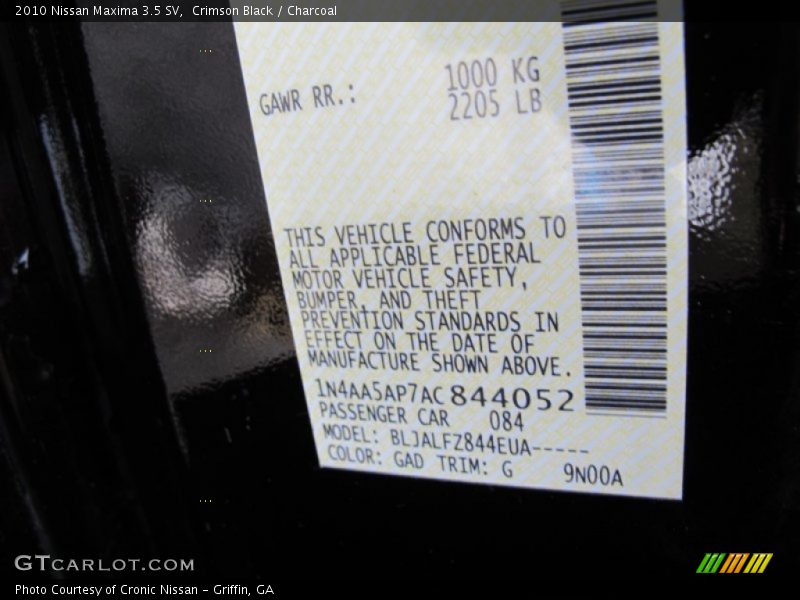 2010 Nissan Maxima 3.5 SV,  Crimson Black / Charcoal
GAWR RR.: 1000 KG
2205 LB
THIS VEHICLE CONFORMS TO
ALL APPLICABLE FEDERAL
MOTOR VEHICLE SAFETY,
BUMPER, AND THEFT
PREVENTION STANDARDS IN
EFFECT ON THE DATE OF
MANUFACTURE SHOWN ABOVE.
1N4AA5AP7AC844052
PASSENGER CAR 084
MODEL: BLJALFZ844EUA-----
COLOR: GAD TRIM: G 9N00A
GTCARLOT.COM
Photo Courtesy of Cronic Nissan – Griffin, GA